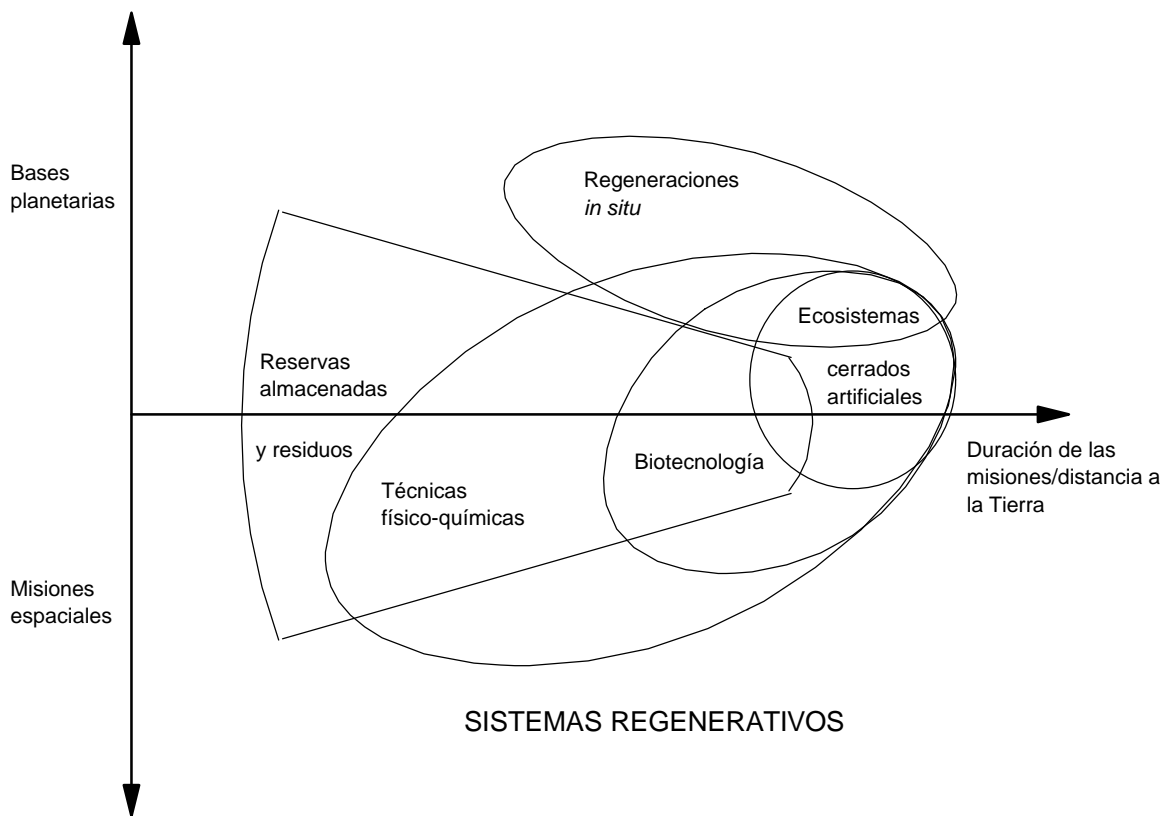 Bases
planetarias
Regeneraciones
in situ
Ecosistemas
Reservas
almacenadas
cerrados
artificiales
y residuos
Biotecnología
Duración de las
misiones/distancia a
la Tierra
Técnicas
físico-químicas
Misiones
espaciales
SISTEMAS REGENERATIVOS